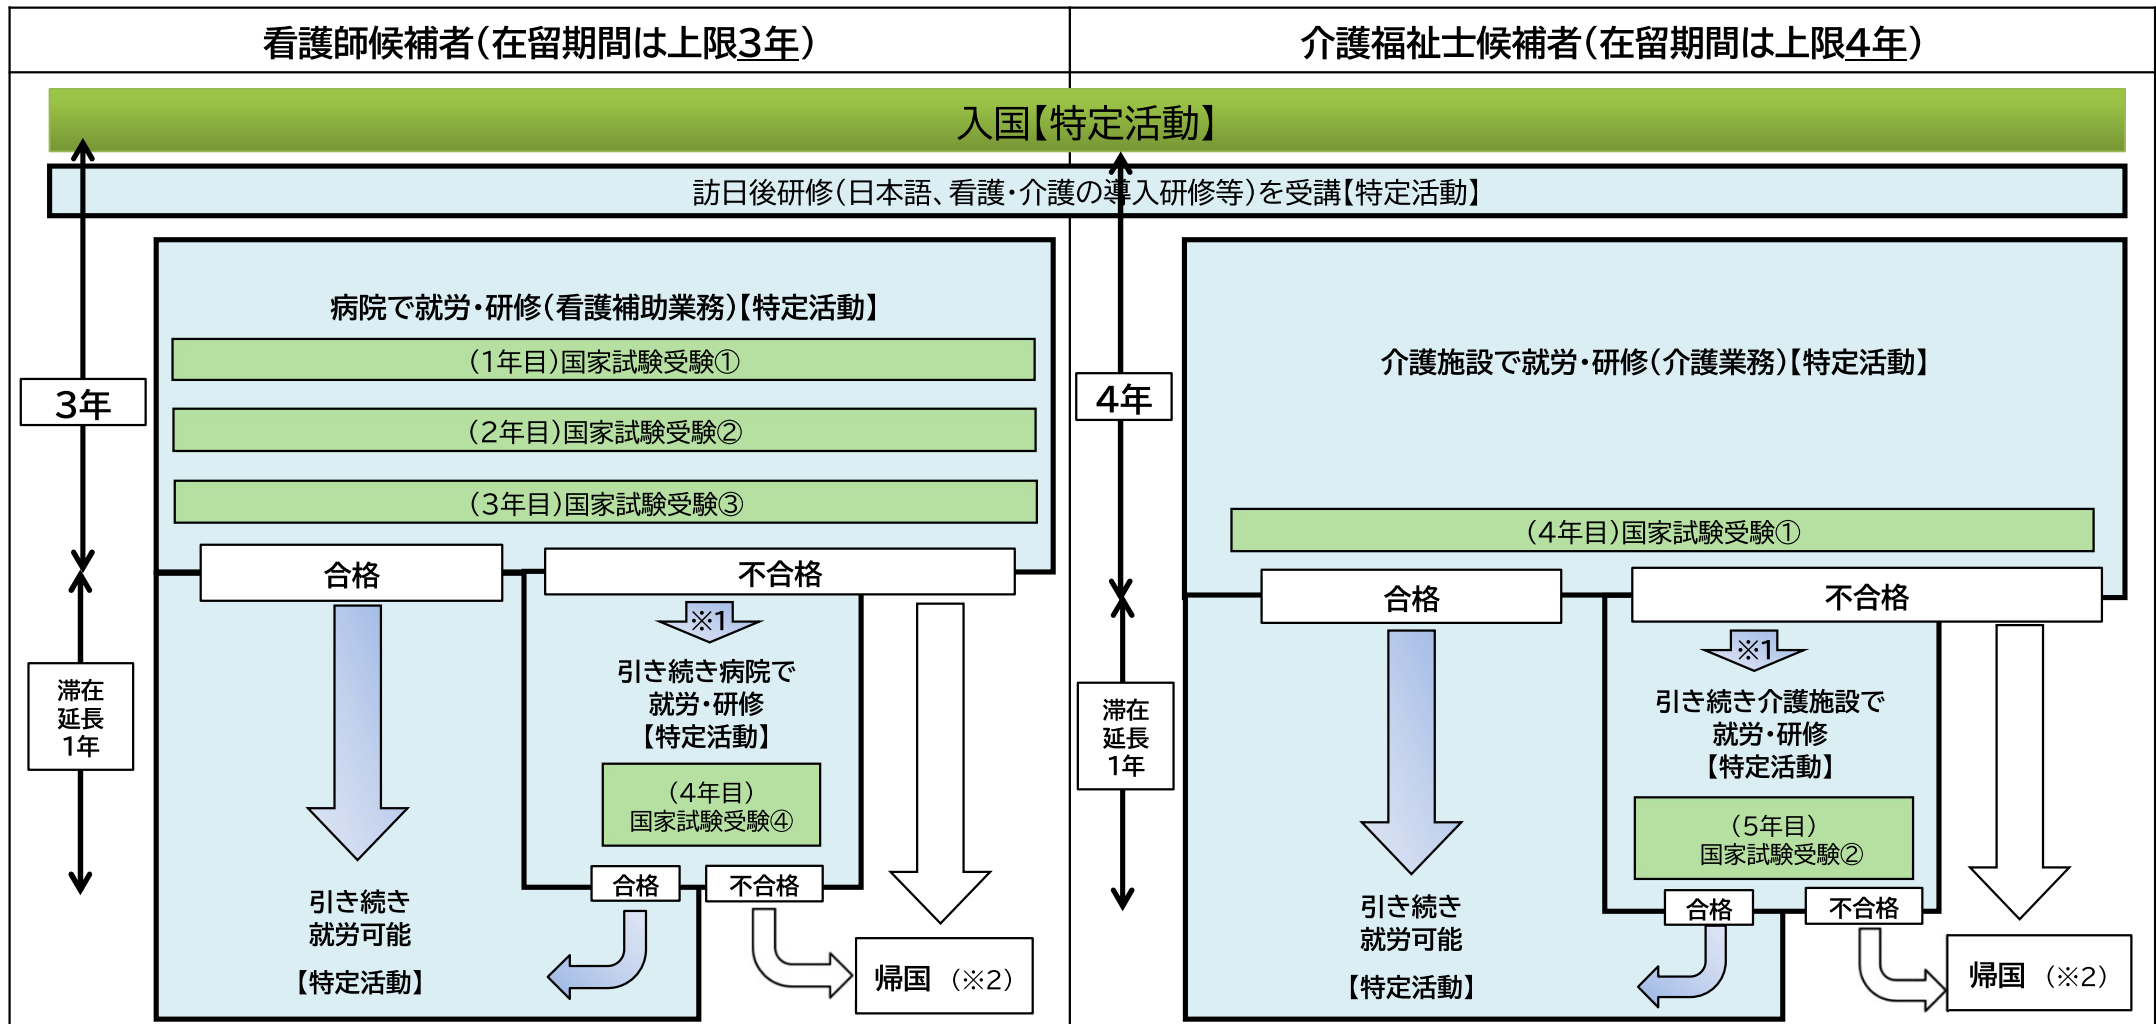 看護師候補者（在留期間は上限3年）
介護福祉士候補者（在留期間は上限4年）
入国【特定活動】
訪日後研修（日本語、看護・介護の導入研修等）を受講【特定活動】
病院で就労・研修（看護補助業務）【特定活動】
（1年目）国家試験受験①
（2年目）国家試験受験②
（3年目）国家試験受験③
3年
合格
不合格
※1
引き続き病院で
就労・研修
【特定活動】
（4年目）
国家試験受験④
合格
不合格
滞在
延長
1年
引き続き
就労可能
【特定活動】
帰国 （※2）
介護施設で就労・研修（介護業務）【特定活動】
4年
（4年目）国家試験受験①
合格
不合格
※1
引き続き介護施設で
就労・研修
【特定活動】
（5年目）
国家試験受験②
合格
不合格
滞在
延長
1年
引き続き
就労可能
【特定活動】
帰国 （※2）